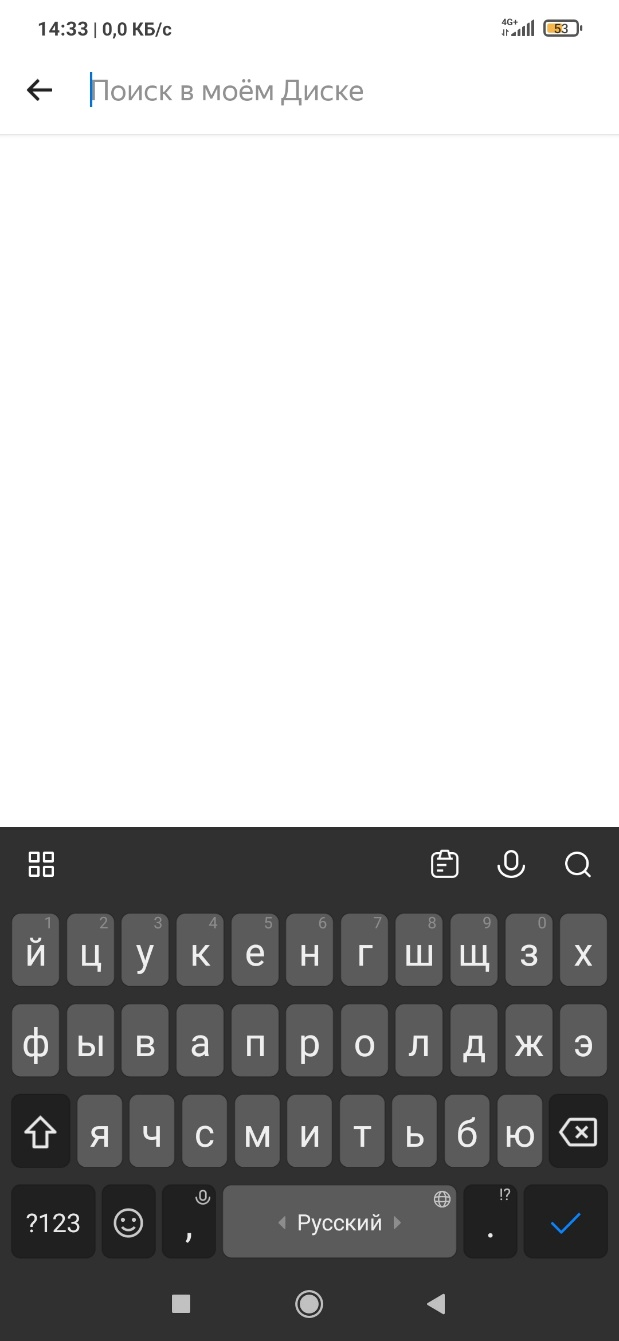 14:33 | 0,0 КБ/с 4G+ 53
Поиск в моём Диске
1 2 3 4 5 6 7 8 9 0
й ц у к е н г ш щ з х
ф ы в а п р о л д ж э
я ч с м и т ь б ю
!?
?123 , Русский .